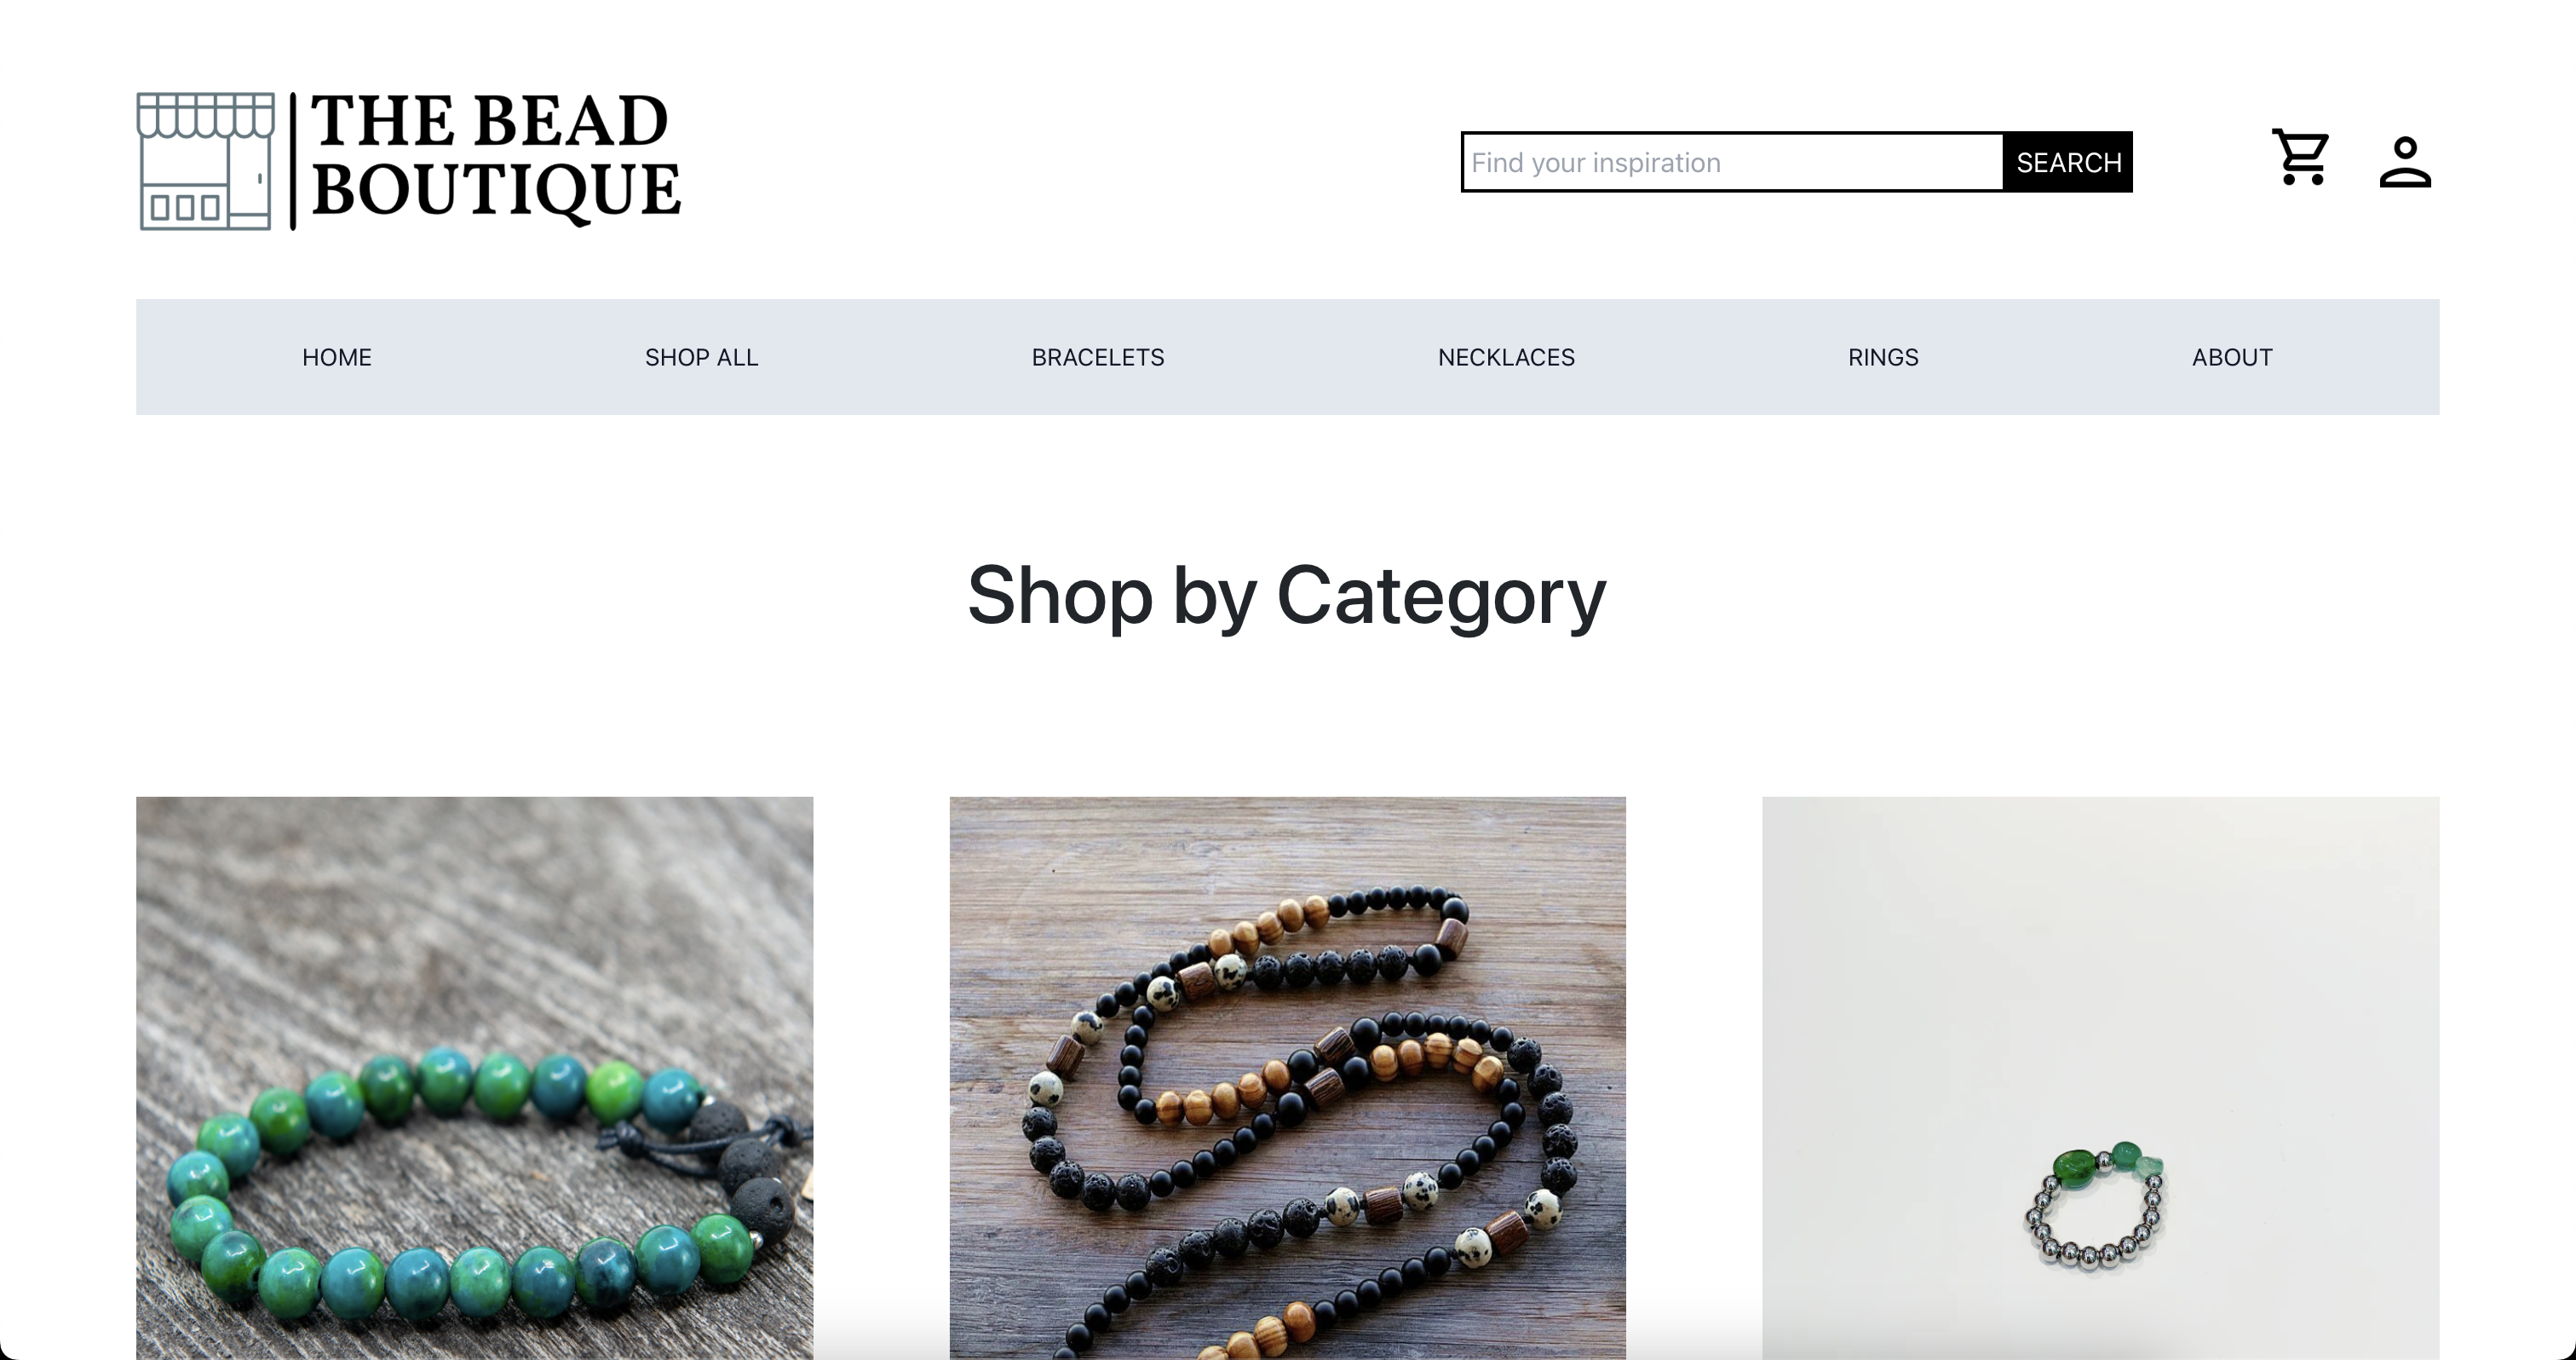 THE BEAD
BOUTIQUE
Find your inspiration
SEARCH
HOME
SHOP ALL
BRACELETS
NECKLACES
RINGS
ABOUT
Shop by Category